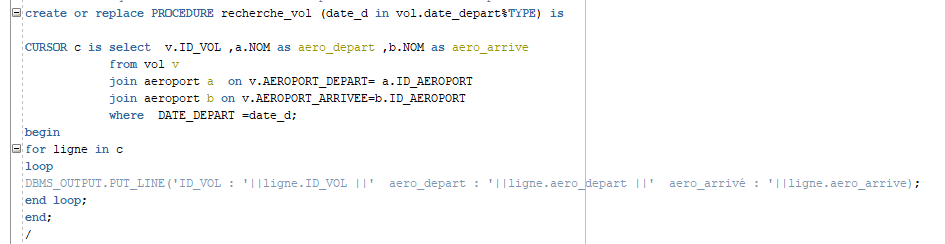 create or replace PROCEDURE recherche_vol (date_d in vol.date_depart%TYPE) is
CURSOR c is select  v.ID_VOL ,a.NOM as aero_depart ,b.NOM as aero_arrive
from vol v
join aeroport a  on v.AEROPORT_DEPART= a.ID_AEROPORT
join aeroport b on v.AEROPORT_ARRIVEE=b.ID_AEROPORT
where  DATE_DEPART =date_d;
begin
for ligne in c
loop
DBMS_OUTPUT.PUT_LINE('ID_VOL : '||ligne.ID_VOL ||'  aero_depart : '||ligne.aero_depart ||'  aero_arrivé : '||ligne.aero_arrive);
end loop;
end;
/